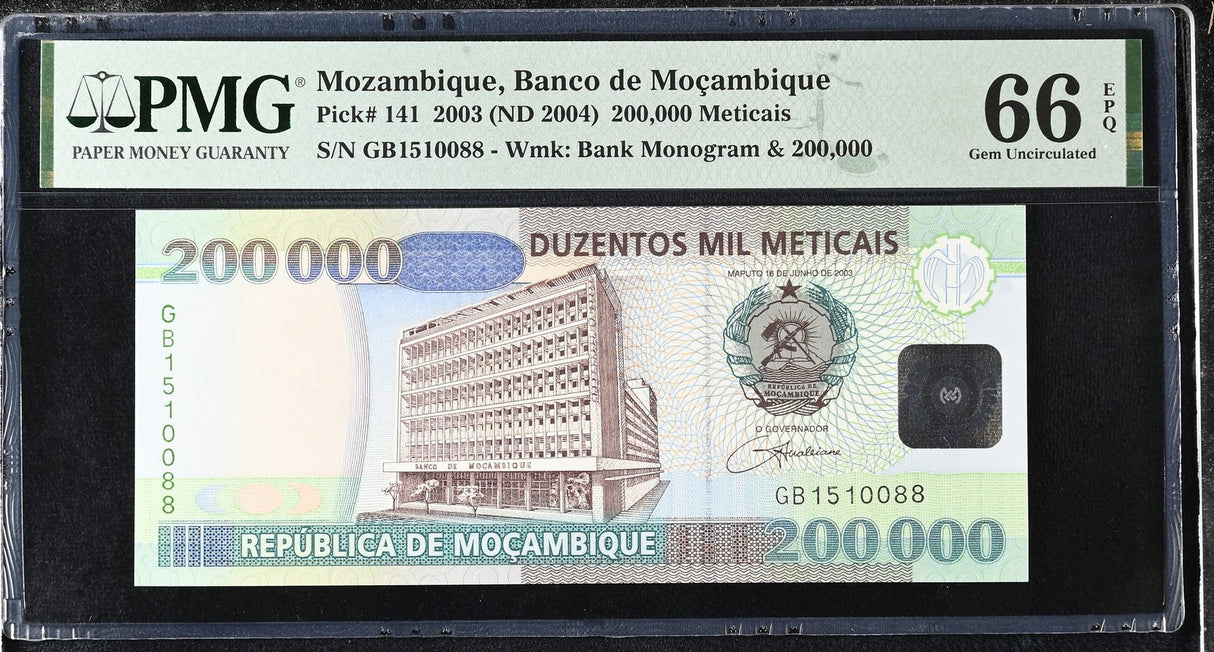 PMG®
PAPER MONEY GUARANTY
Mozambique, Banco de Moçambique
Pick# 141 2003 (ND 2004) 200,000 Meticais
S/N GB1510088 - Wmk: Bank Monogram & 200,000
66
EPQ
Gem Uncirculated
200 000
DUZENTOS MIL METICAIS
MAPUTO 16 DE JUNHO DE 2003
GB1510088
REPÚBLICA DE
MOÇAMBIQUE
O GOVERNADOR
BANCO DE MOÇAMBIQUE
GB1510088
REPÚBLICA DE MOÇAMBIQUE
200 000